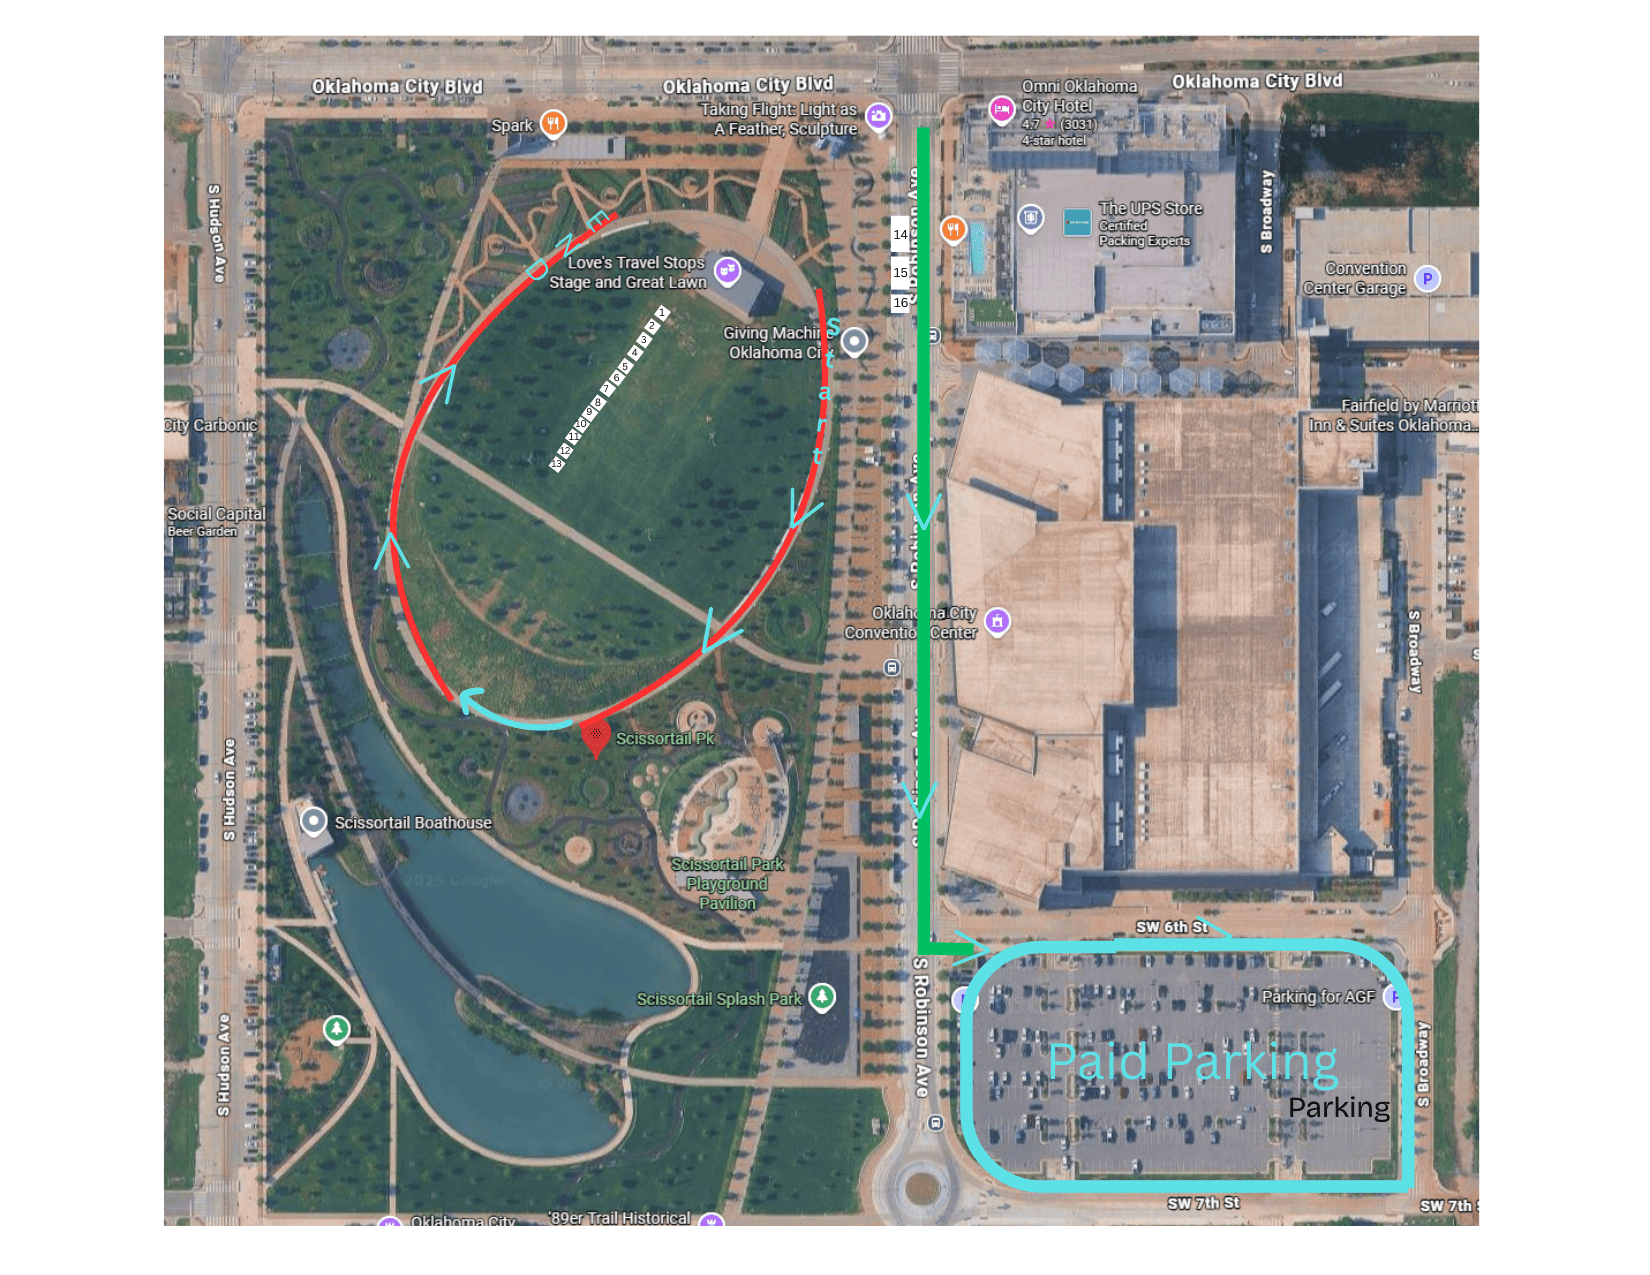 Oklahoma City Blvd
Oklahoma City Blvd
Oklahoma City Blvd
Omni Oklahoma
City Hotel
4.7 ★ (3031)
4-star hotel
Taking Flight: Light as
A Feather, Sculpture
Spark
S Hudson Ave
S Robinson Ave
S Broadway
The UPS Store
Certified
Packing Experts
Convention
Center Garage
P
E
N
D
14
15
16
Love's Travel Stops
Stage and Great Lawn
Giving Machine
Oklahoma City
Start
1
2
3
4
5
6
7
8
9
10
11
12
13
City Carbonic
Fairfield by Marriott
Inn & Suites Oklahoma...
Social Capital
Beer Garden
S Robinson Ave
Oklahoma City
Convention Center
S Broadway
S
Scissortail Pk
S Hudson Ave
Scissortail Boathouse
Scissortail Park
Playground
Pavilion
SW 6th St
Scissortail Splash Park
S Robinson Ave
Parking for AGF
P
Paid Parking
Parking
S Broadway
S Hudson Ave
SW 7th St
SW 7th S
Oklahoma City
'89er Trail Historical